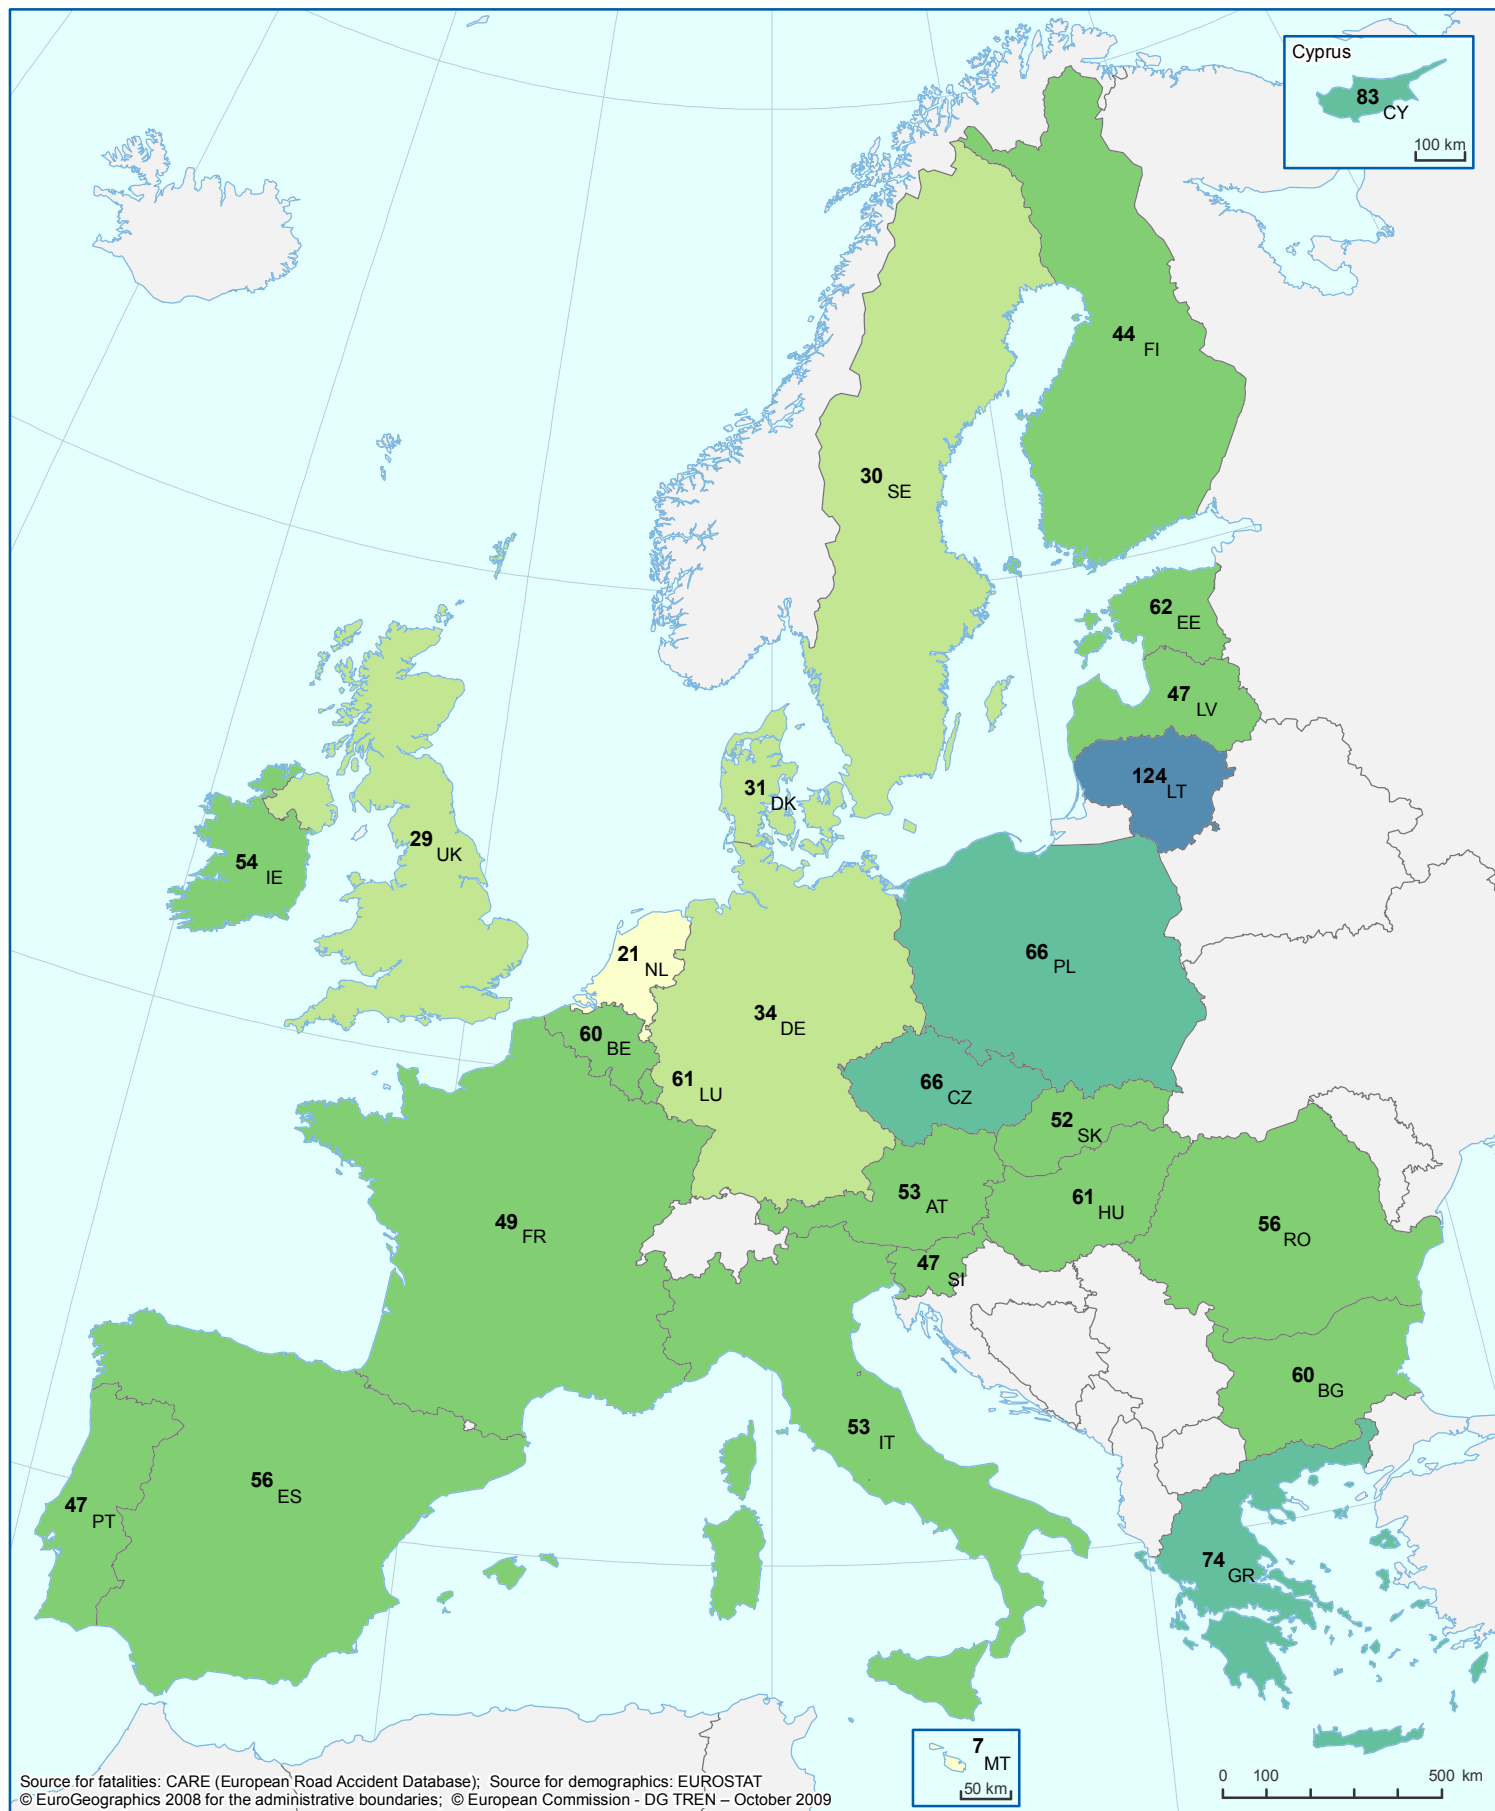 Cyprus
83 CY
100 km
44 FI
30 SE
62 EE
47 LV
124 LT
31 DK
29 UK
54 IE
21 NL
66 PL
34 DE
60 BE
61 LU
66 CZ
52 SK
53 AT
61 HU
49 FR
56 RO
47 SI
60 BG
53 IT
56 ES
47 PT
74 GR
7 MT
50 km
0 100 500 km
Source for fatalities: CARE (European Road Accident Database); Source for demographics: EUROSTAT
© EuroGeographics 2008 for the administrative boundaries; © European Commission - DG TREN – October 2009